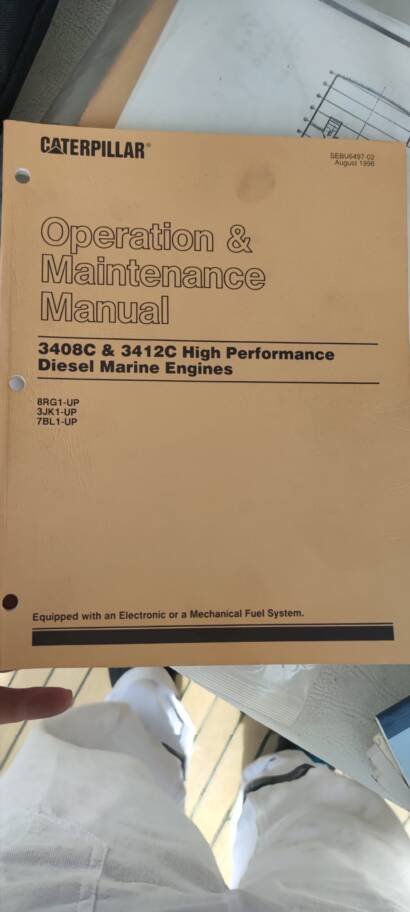 CATERPILLAR®
SEBU6497-02
August 1996
Operation &
Maintenance
Manual
3408C & 3412C High Performance
Diesel Marine Engines
8RG1-UP
3JK1-UP
7BL1-UP
Equipped with an Electronic or a Mechanical Fuel System.